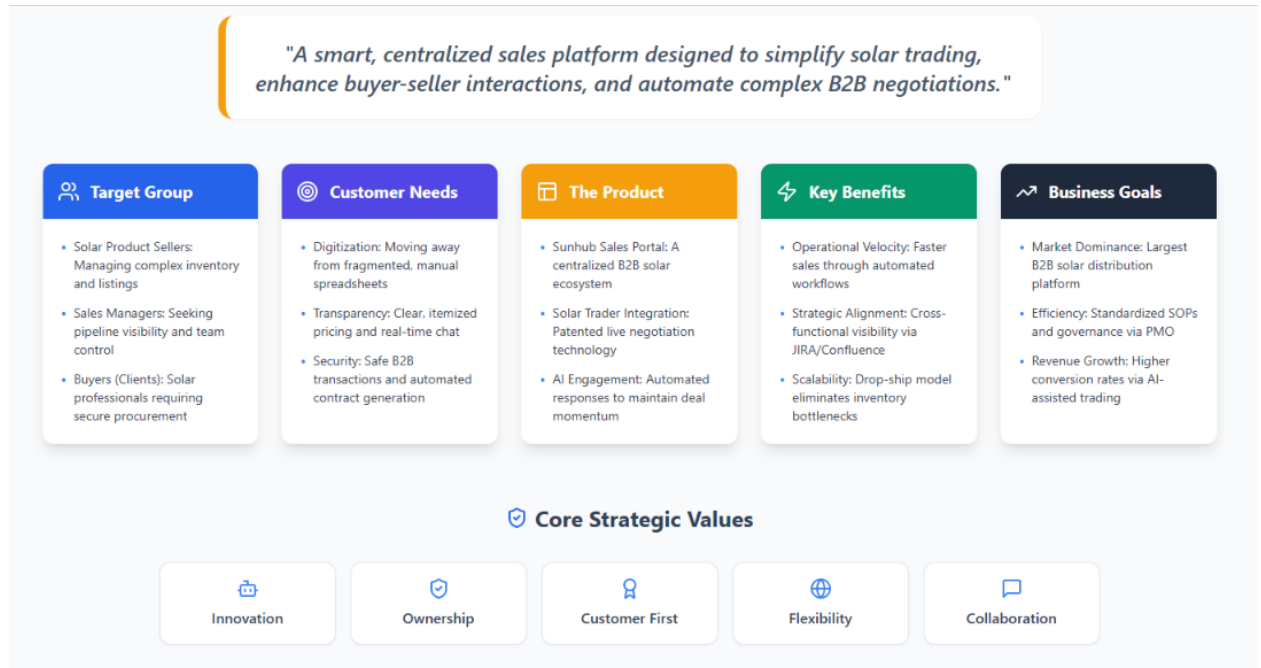 "A smart, centralized sales platform designed to simplify solar trading,
enhance buyer-seller interactions, and automate complex B2B negotiations."
Target Group
• Solar Product Sellers:
Managing complex inventory
and listings
• Sales Managers: Seeking
pipeline visibility and team
control
• Buyers (Clients): Solar
professionals requiring
secure procurement
Customer Needs
• Digitization: Moving away
from fragmented, manual
spreadsheets
• Transparency: Clear, itemized
pricing and real-time chat
• Security: Safe B2B
transactions and automated
contract generation
The Product
• Sunhub Sales Portal: A
centralized B2B solar
ecosystem
• Solar Trader Integration:
Patented live negotiation
technology
• AI Engagement: Automated
responses to maintain deal
momentum
Key Benefits
• Operational Velocity: Faster
sales through automated
workflows
• Strategic Alignment: Cross-
functional visibility via
JIRA/Confluence
• Scalability: Drop-ship model
eliminates inventory
bottlenecks
Business Goals
• Market Dominance: Largest
B2B solar distribution
platform
• Efficiency: Standardized SOPs
and governance via PMO
• Revenue Growth: Higher
conversion rates via AI-
assisted trading
Core Strategic Values
Innovation
Ownership
Customer First
Flexibility
Collaboration